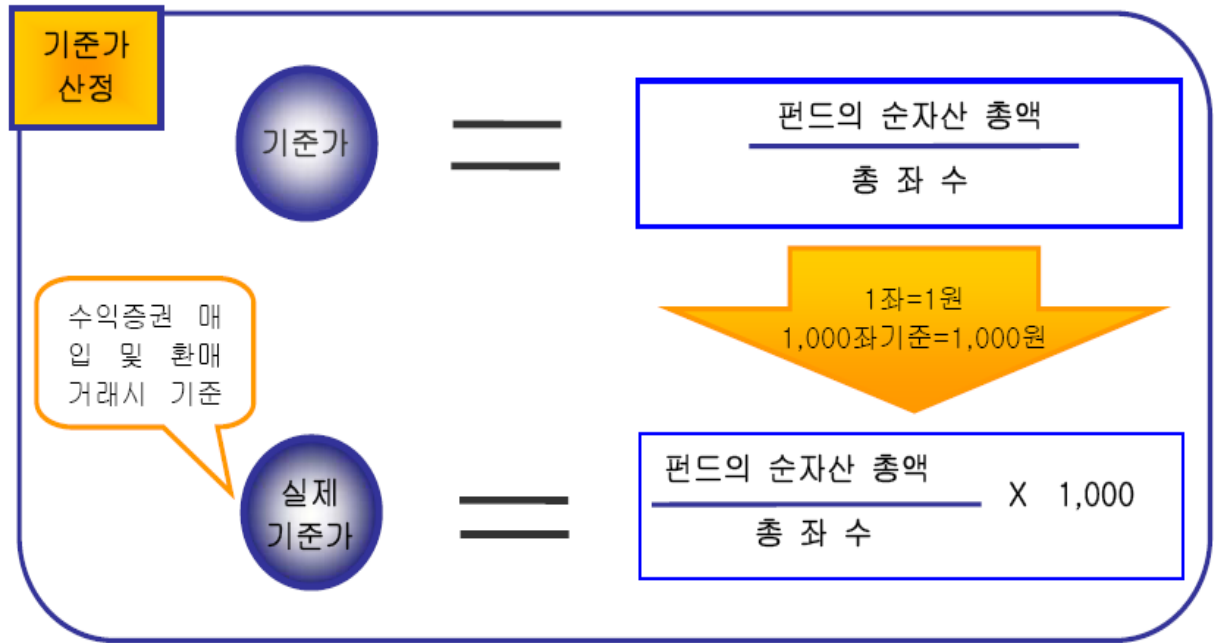 기준가
산정
기준가
펀드의 순자산 총액
총 좌 수
1좌=1원
1,000좌기준=1,000원
수익증권 매
입 및 환매
거래시 기준
실제
기준가
펀드의 순자산 총액
총 좌 수
X 1,000